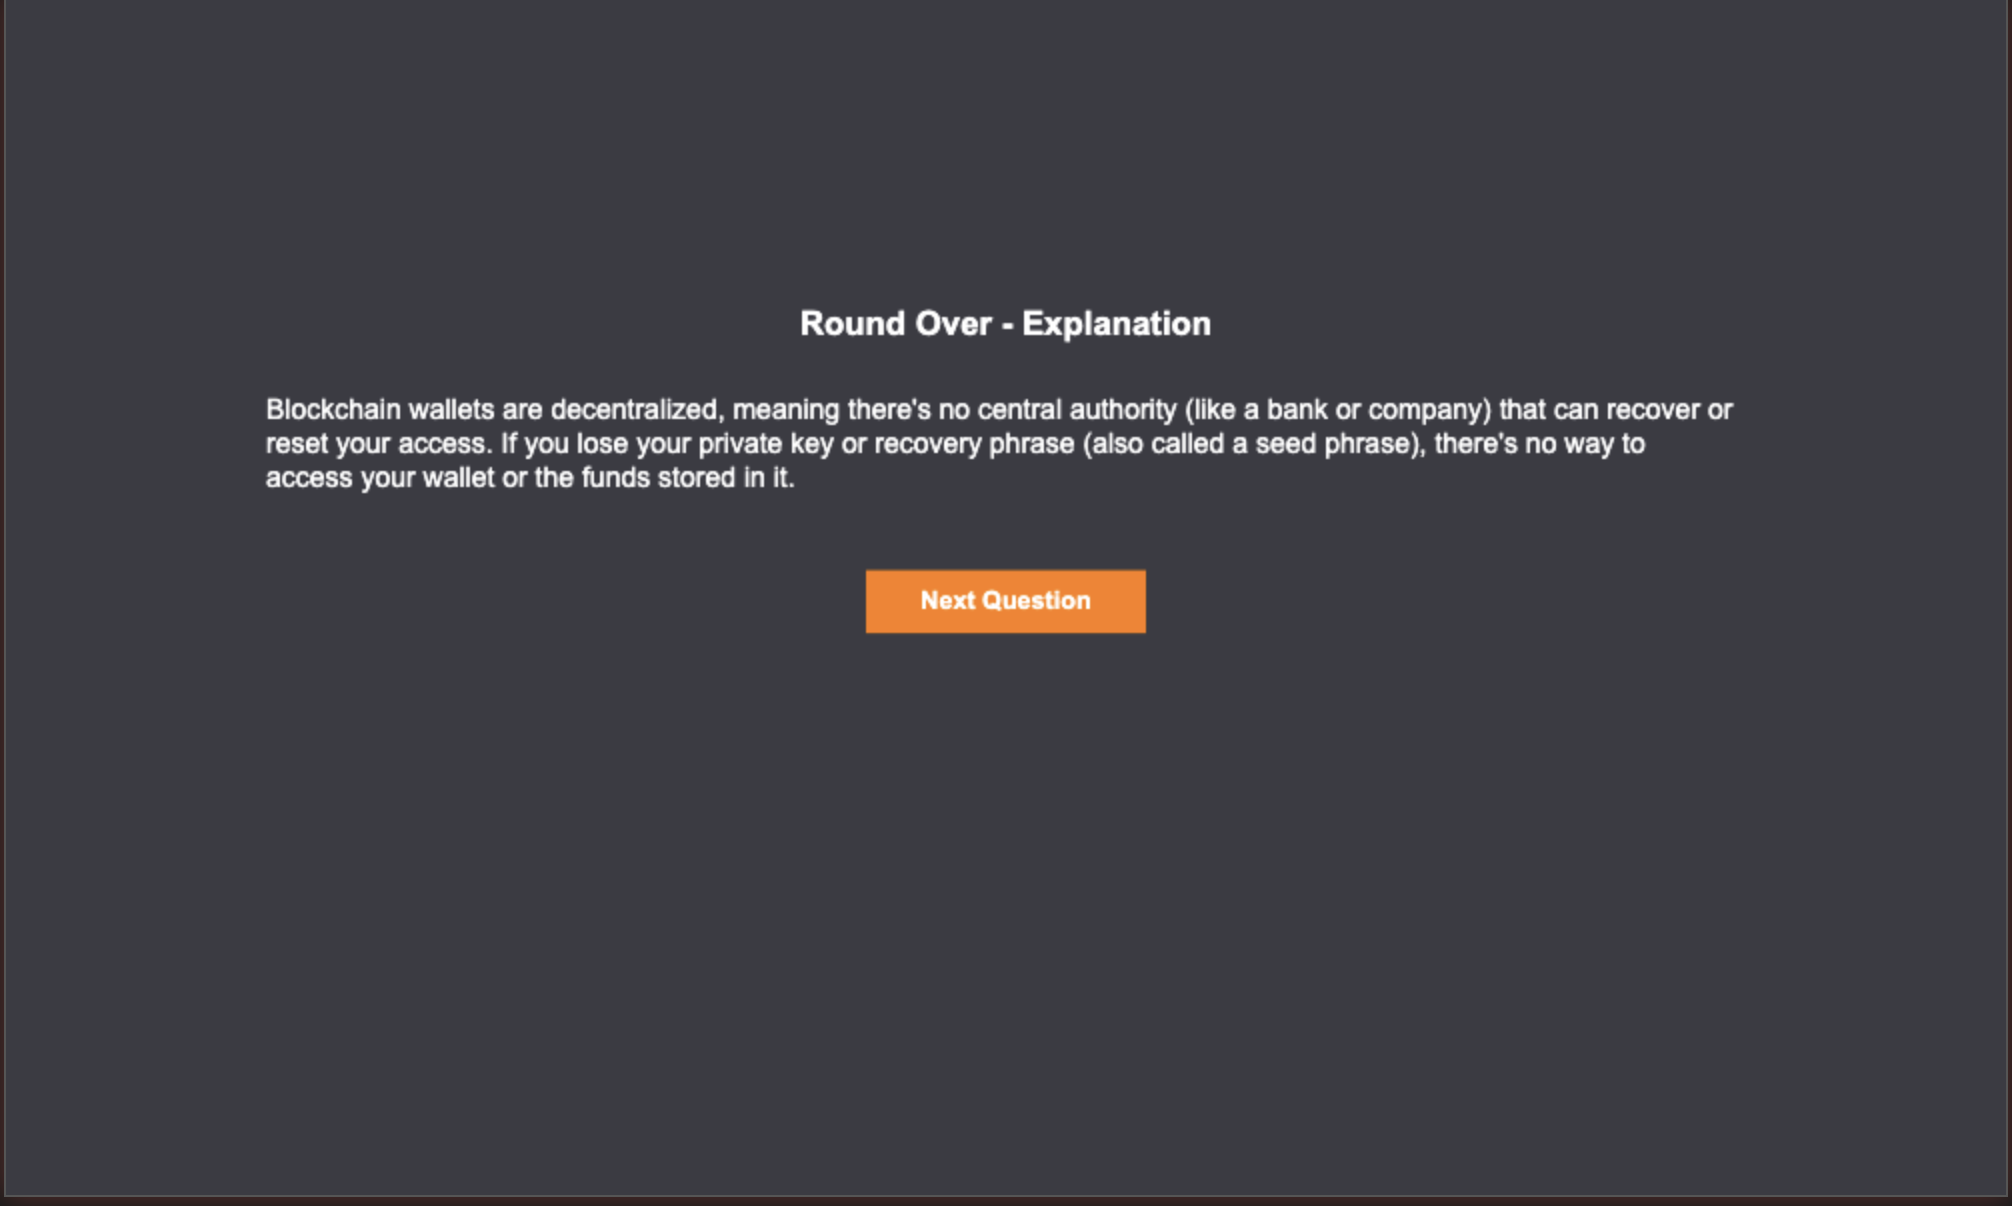 Round Over - Explanation
Blockchain wallets are decentralized, meaning there's no central authority (like a bank or company) that can recover or
reset your access. If you lose your private key or recovery phrase (also called a seed phrase), there's no way to
access your wallet or the funds stored in it.
Next Question